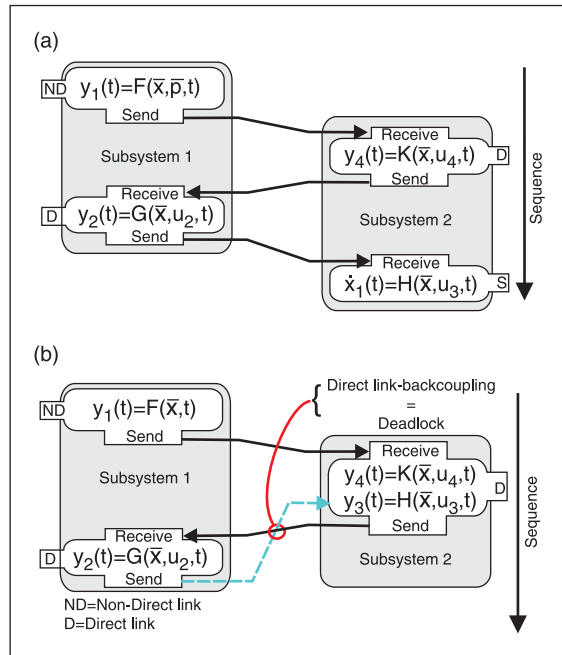 (a)
ND y₁(t)=F(x̄,p̄,t)
Send
Subsystem 1
Receive
D y₂(t)=G(x̄,u₂,t)
Send
Receive
y₄(t)=K(x̄,u₄,t) D
Send
Subsystem 2
Receive
ẋ₁(t)=H(x̄,u₃,t) S
Sequence
(b)
Direct link-backcoupling
=
Deadlock
ND y₁(t)=F(x̄,t)
Send
Subsystem 1
Receive
D y₂(t)=G(x̄,u₂,t)
Send
Receive
y₄(t)=K(x̄,u₄,t)
y₃(t)=H(x̄,u₃,t) D
Send
Subsystem 2
Sequence
ND=Non-Direct link
D=Direct link